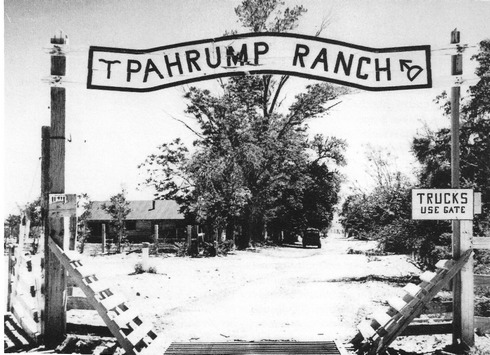 T PAHRUMP RANCH
TRUCKS
USE GATE